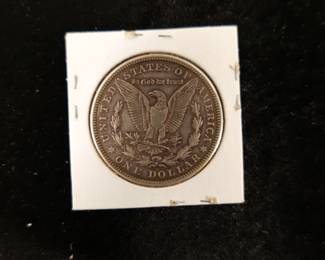 UNITED STATES OF AMERICA
In God we trust
ONE DOLLAR